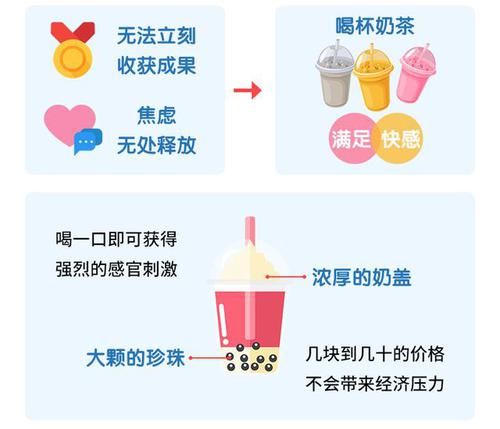 无法立刻
收获成果
焦虑
无处释放
喝杯奶茶
满足 快感
喝一口即可获得
强烈的感官刺激
浓厚的奶盖
大颗的珍珠
几块到几十的价格
不会带来经济压力